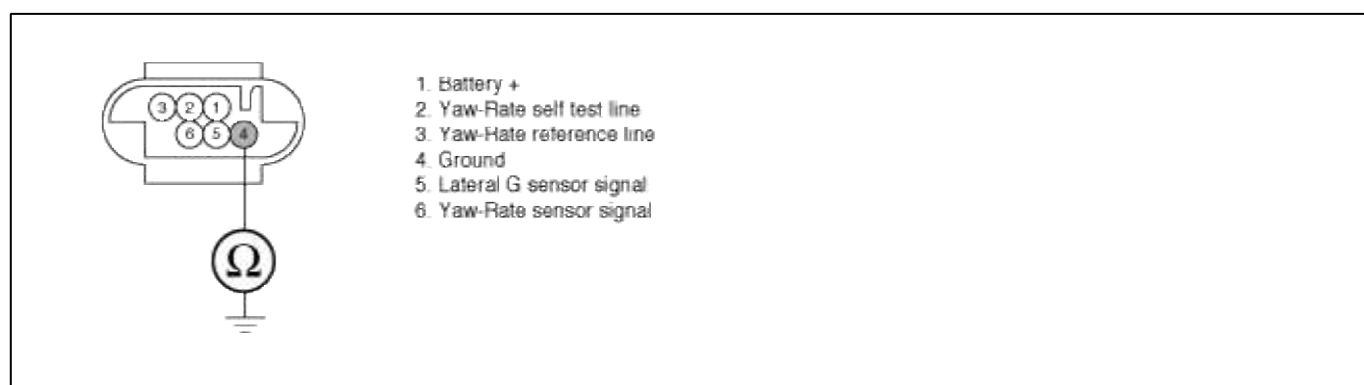 3 2 1
6 5 4
Ω
1. Battery +
2. Yaw-Rate self test line
3. Yaw-Rate reference line
4. Ground
5. Lateral G sensor signal
6. Yaw-Rate sensor signal